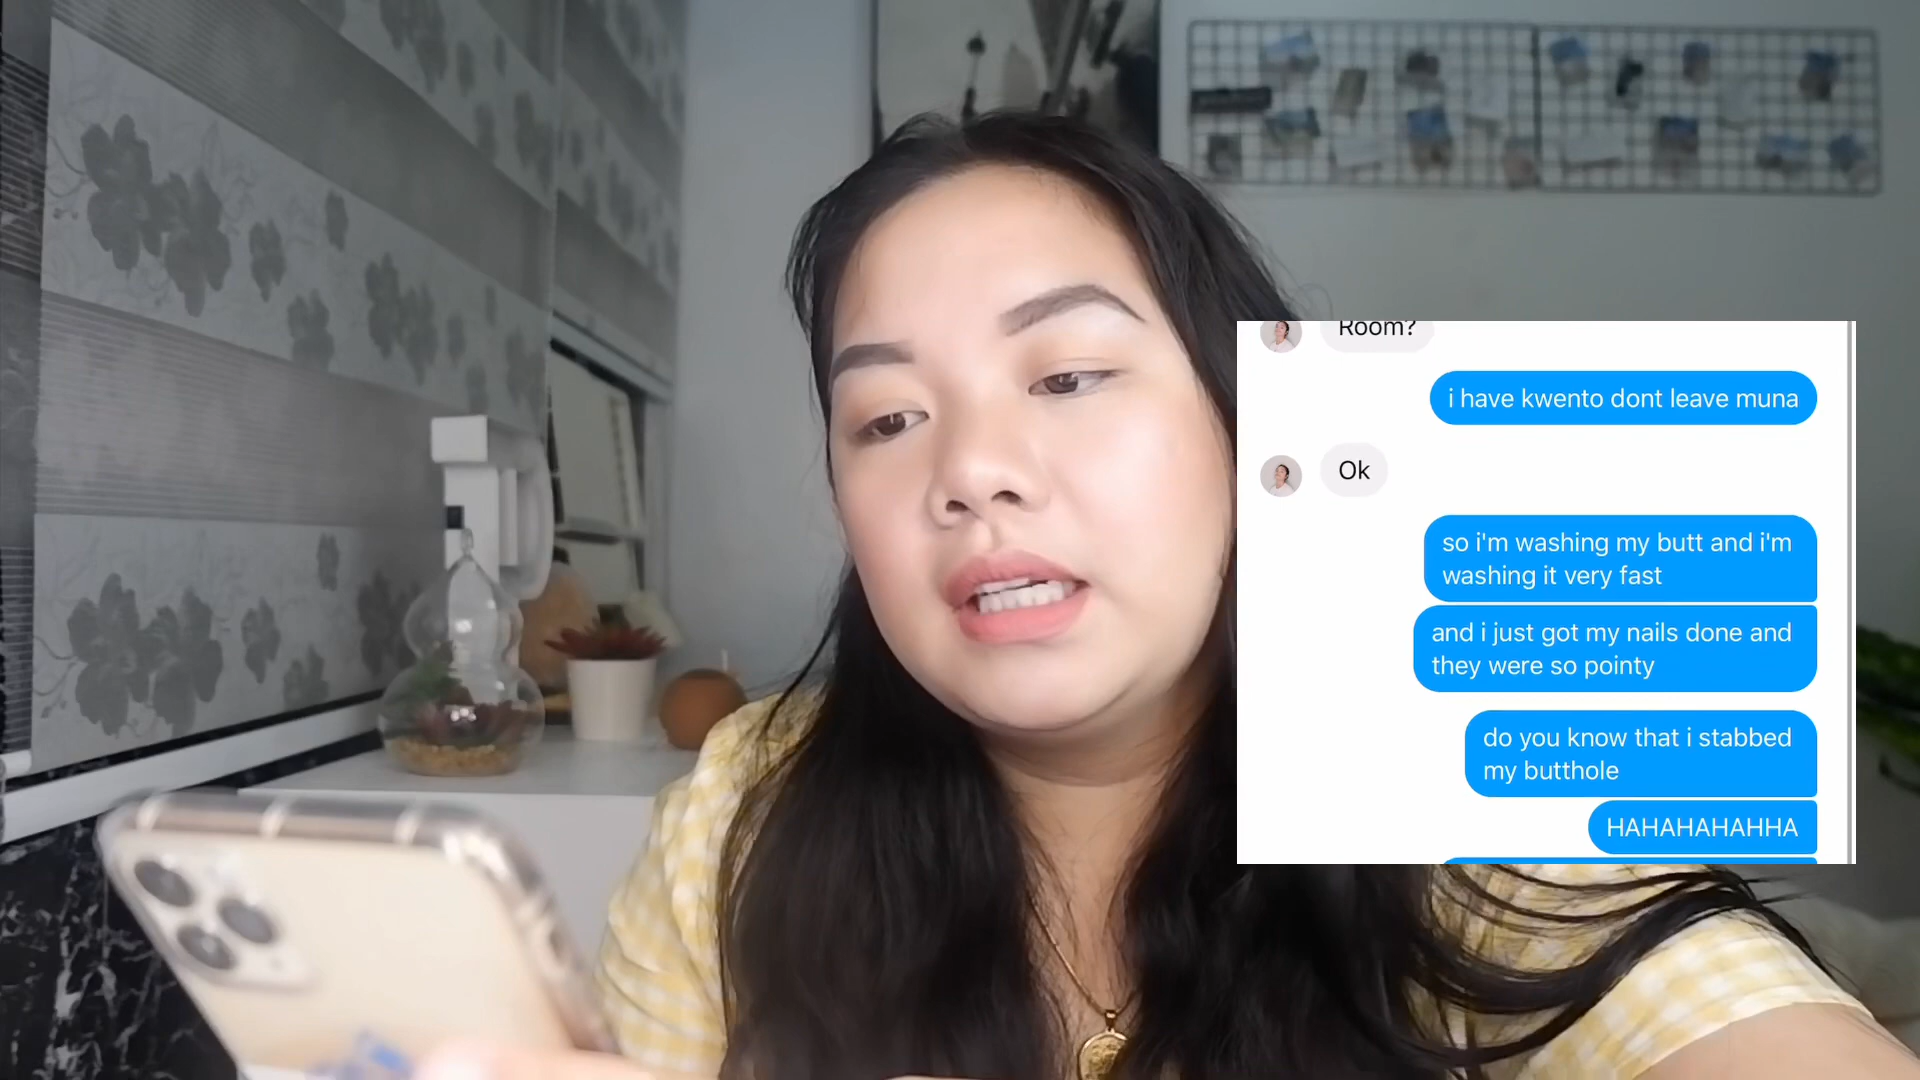 Room?
i have kwento dont leave muna
Ok
so i'm washing my butt and i'm
washing it very fast
and i just got my nails done and
they were so pointy
do you know that i stabbed
my butthole
HAHAHAHAHHA